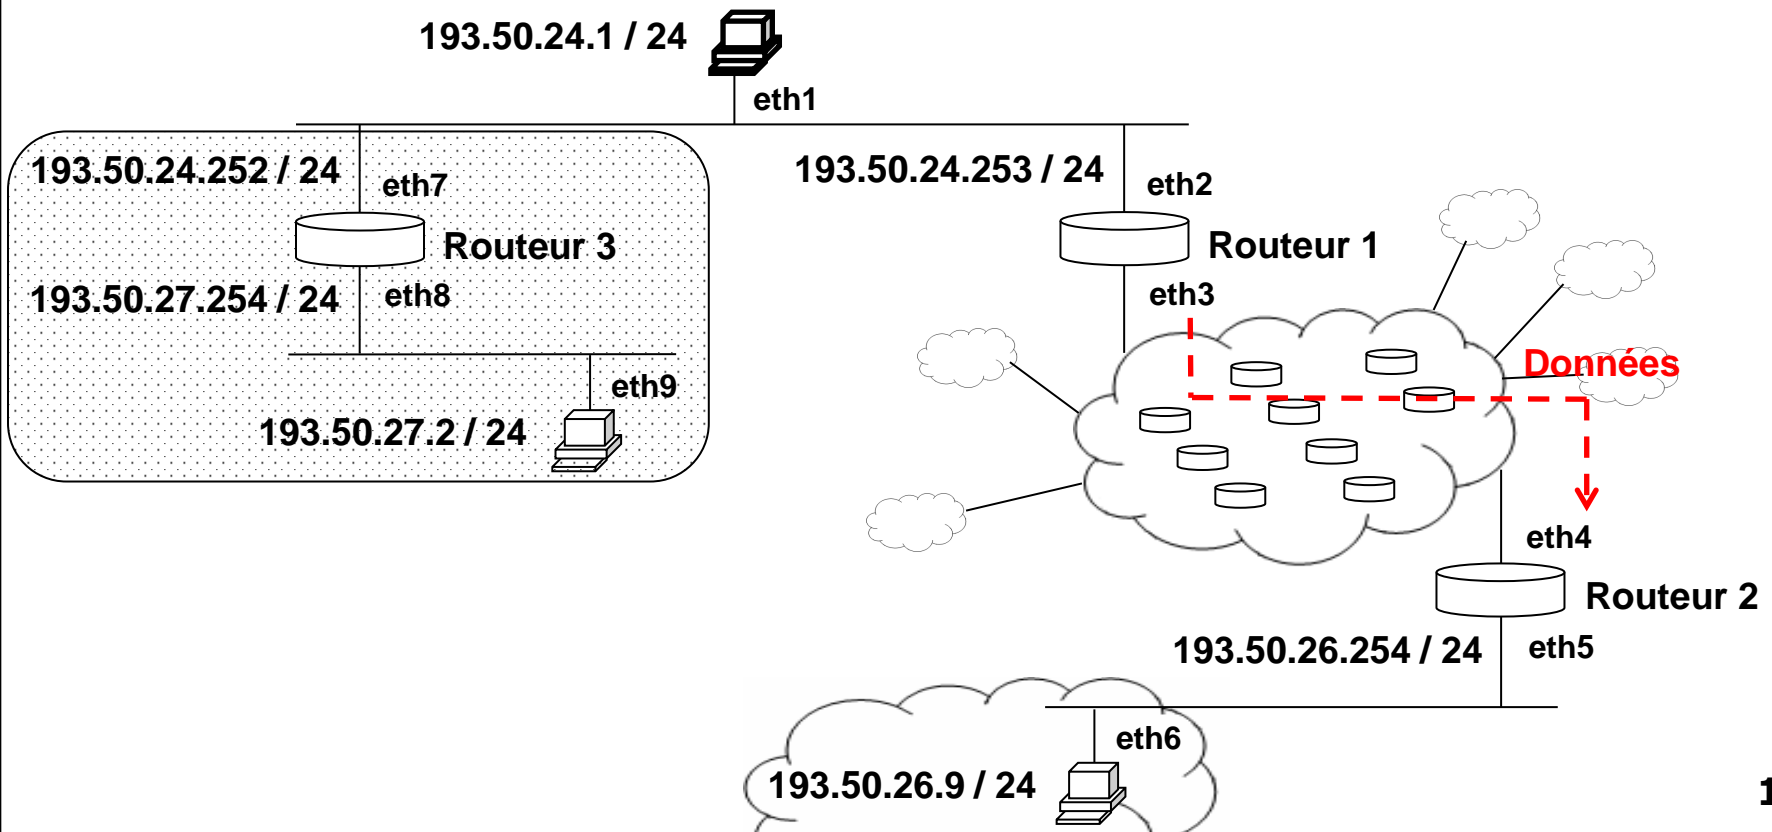 193.50.24.1 / 24
eth1
193.50.24.252 / 24
eth7
193.50.24.253 / 24
eth2
Routeur 3
Routeur 1
193.50.27.254 / 24
eth8
eth3
Données
eth9
193.50.27.2 / 24
eth4
Routeur 2
193.50.26.254 / 24
eth5
eth6
193.50.26.9 / 24